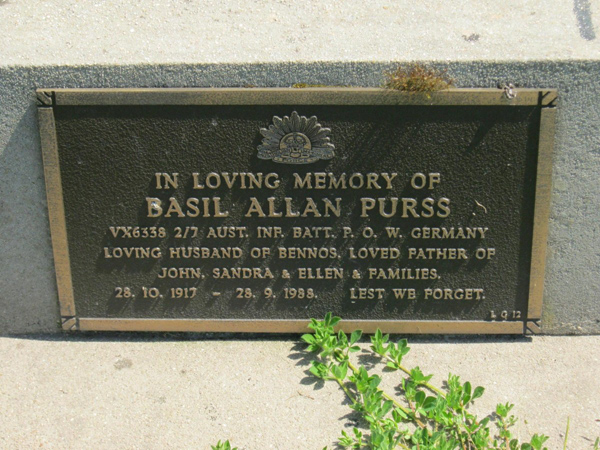 IN LOVING MEMORY OF
BASIL ALLAN PURSS
VX6338 2/7 AUST. INF. BATT. P. O. W. GERMANY
LOVING HUSBAND OF BENNOS. LOVED FATHER OF
JOHN, SANDRA & ELLEN & FAMILIES.
28. 10. 1917 - 28. 9. 1988. LEST WE FORGET.
L G 12